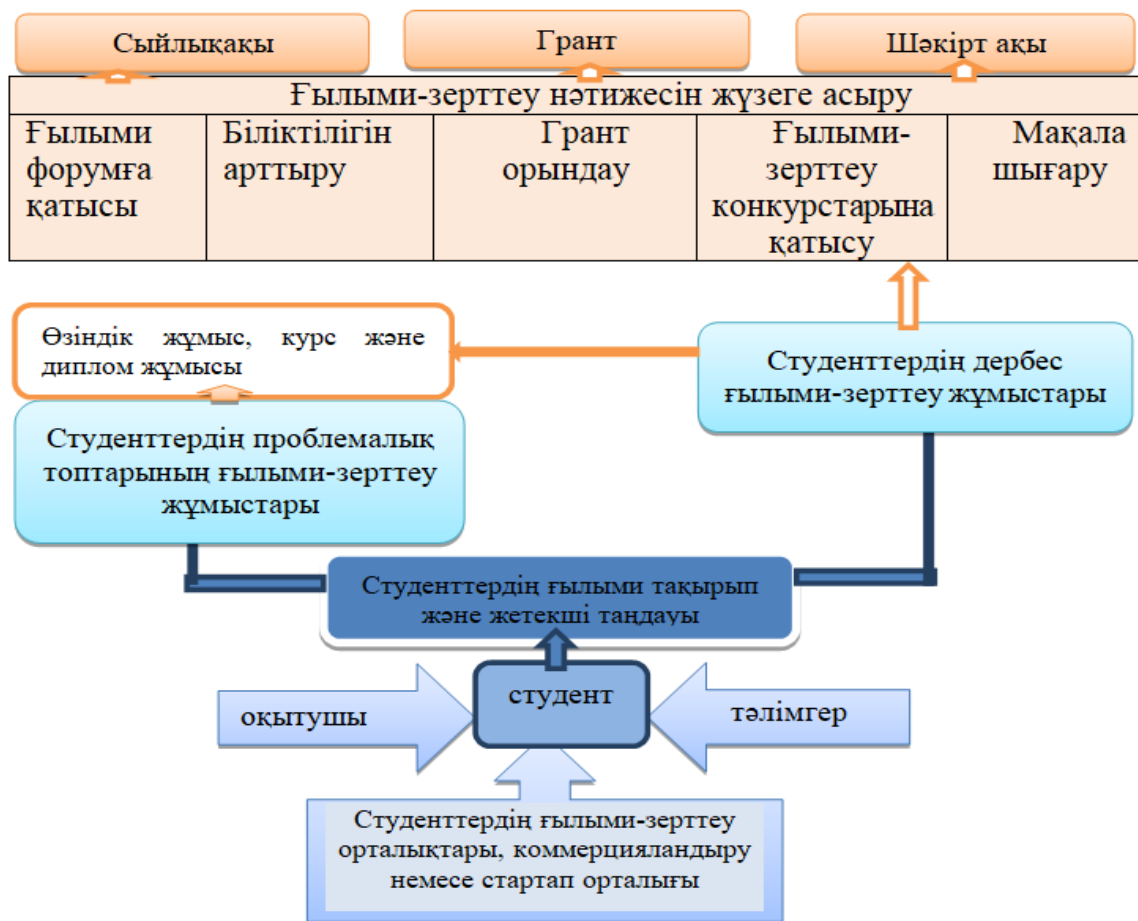 Сыйлықақы
Грант
Шәкірт ақы
Ғылыми-зерттеу нәтижесін жүзеге асыру
Ғылыми
форумға
қатысы
Біліктілігін
арттыру
Грант
орындау
Ғылыми-
зерттеу
конкурстарына
қатысу
Мақала
шығару
Өзіндік жұмыс, курс және
диплом жұмысы
Студенттердің дербес
ғылыми-зерттеу жұмыстары
Студенттердің проблемалық
топтарының ғылыми-зерттеу
жұмыстары
Студенттердің ғылыми тақырып
және жетекші таңдауы
студент
оқытушы
тәлімгер
Студенттердің ғылыми-зерттеу
орталықтары, коммерцияландыру
немесе стартап орталығы